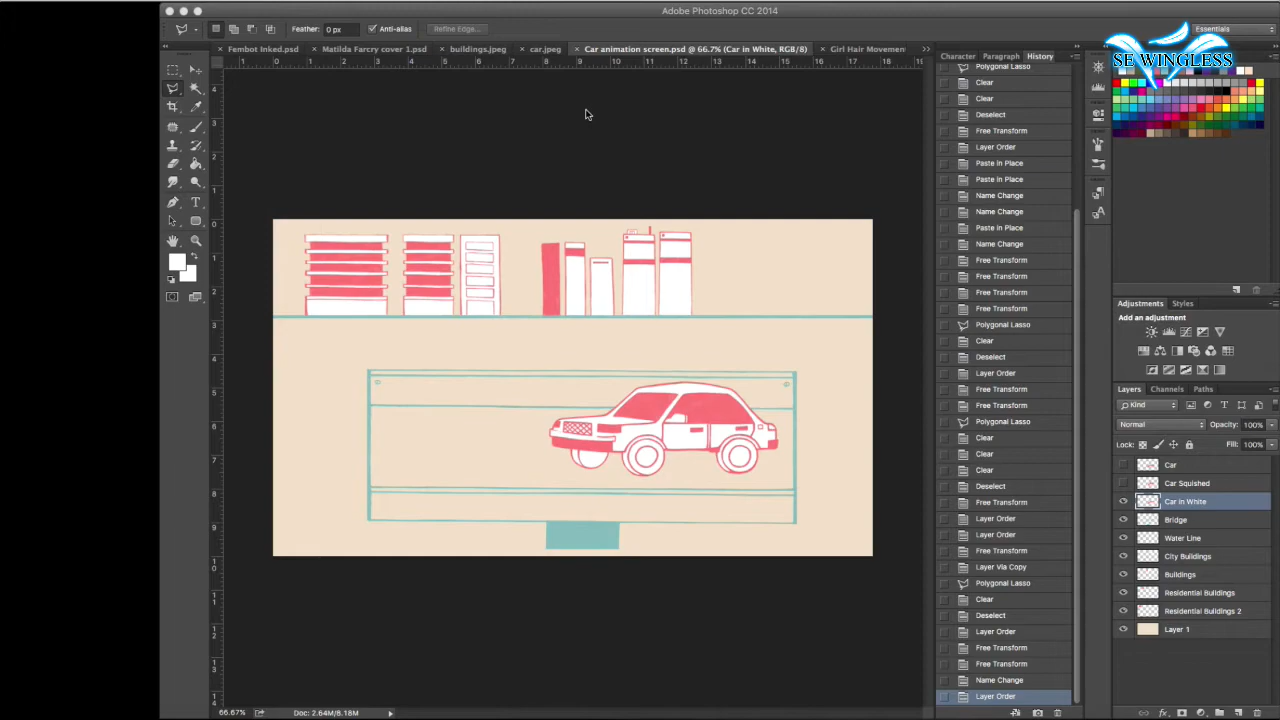 Adobe Photoshop CC 2014
Feather: 0 px
Anti-alias
Refine Edge...
Essentials
SEWINGLESS
Fembot Inked.psd
Matilda Farcry cover 1.psd
buildings.jpeg
car.jpeg
Car animation screen.psd @ 66.7% (Car in White, RGB/8)
Girl Hair Movemen
Character
Paragraph
History
Polygonal Lasso
Clear
Clear
Deselect
Free Transform
Layer Order
Paste in Place
Paste in Place
Name Change
Name Change
Paste in Place
Name Change
Free Transform
Free Transform
Free Transform
Free Transform
Polygonal Lasso
Clear
Deselect
Layer Order
Free Transform
Free Transform
Polygonal Lasso
Clear
Clear
Clear
Deselect
Free Transform
Layer Order
Layer Order
Free Transform
Layer Via Copy
Polygonal Lasso
Clear
Deselect
Layer Order
Free Transform
Free Transform
Name Change
Layer Order
Adjustments
Styles
Add an adjustment
Layers
Channels
Paths
Kind
Normal
Opacity: 100%
Lock:
Fill: 100%
Car
Car Squished
Car in White
Bridge
Water Line
City Buildings
Buildings
Residential Buildings
Residential Buildings 2
Layer 1
66.67%
Doc: 2.64M/8.18M